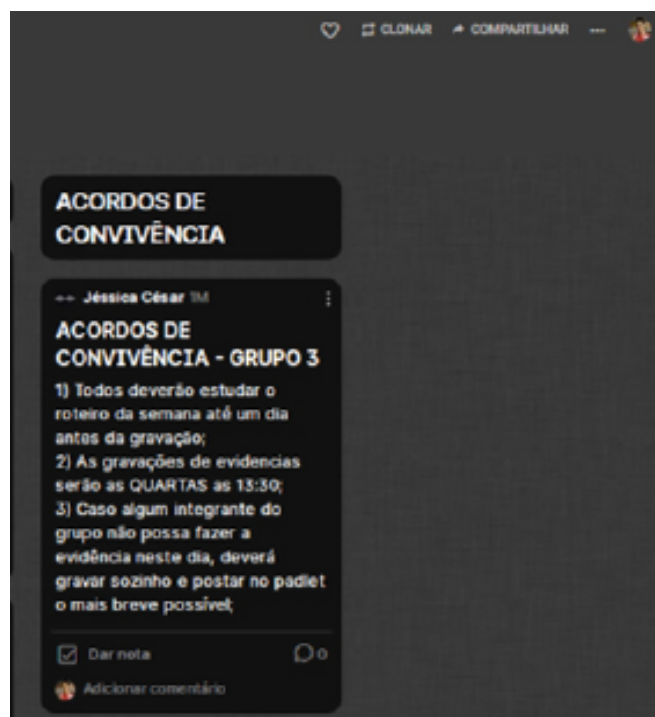 CLONAR COMPARTILHAR
ACORDOS DE
CONVIVÊNCIA
Jéssica César 1M
ACORDOS DE
CONVIVÊNCIA - GRUPO 3
1) Todos deverão estudar o
roteiro da semana até um dia
antes da gravação;
2) As gravações de evidencias
serão as QUARTAS as 13:30;
3) Caso algum integrante do
grupo não possa fazer a
evidência neste dia, deverá
gravar sozinho e postar no padlet
o mais breve possível;
Dar nota 0
Adicionar comentário